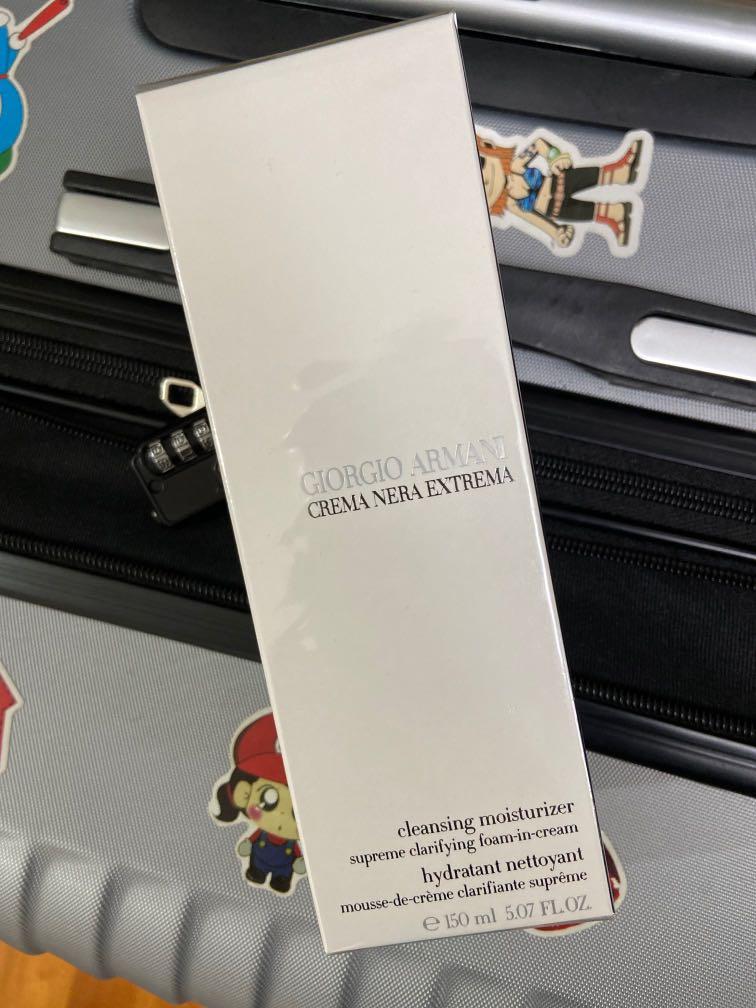 GIORGIO ARMANI
CREMA NERA EXTREMA
cleansing moisturizer
supreme clarifying foam-in-cream
hydratant nettoyant
mousse-de-crème clarifiante suprême
℮ 150 ml 5.07 FL.OZ.